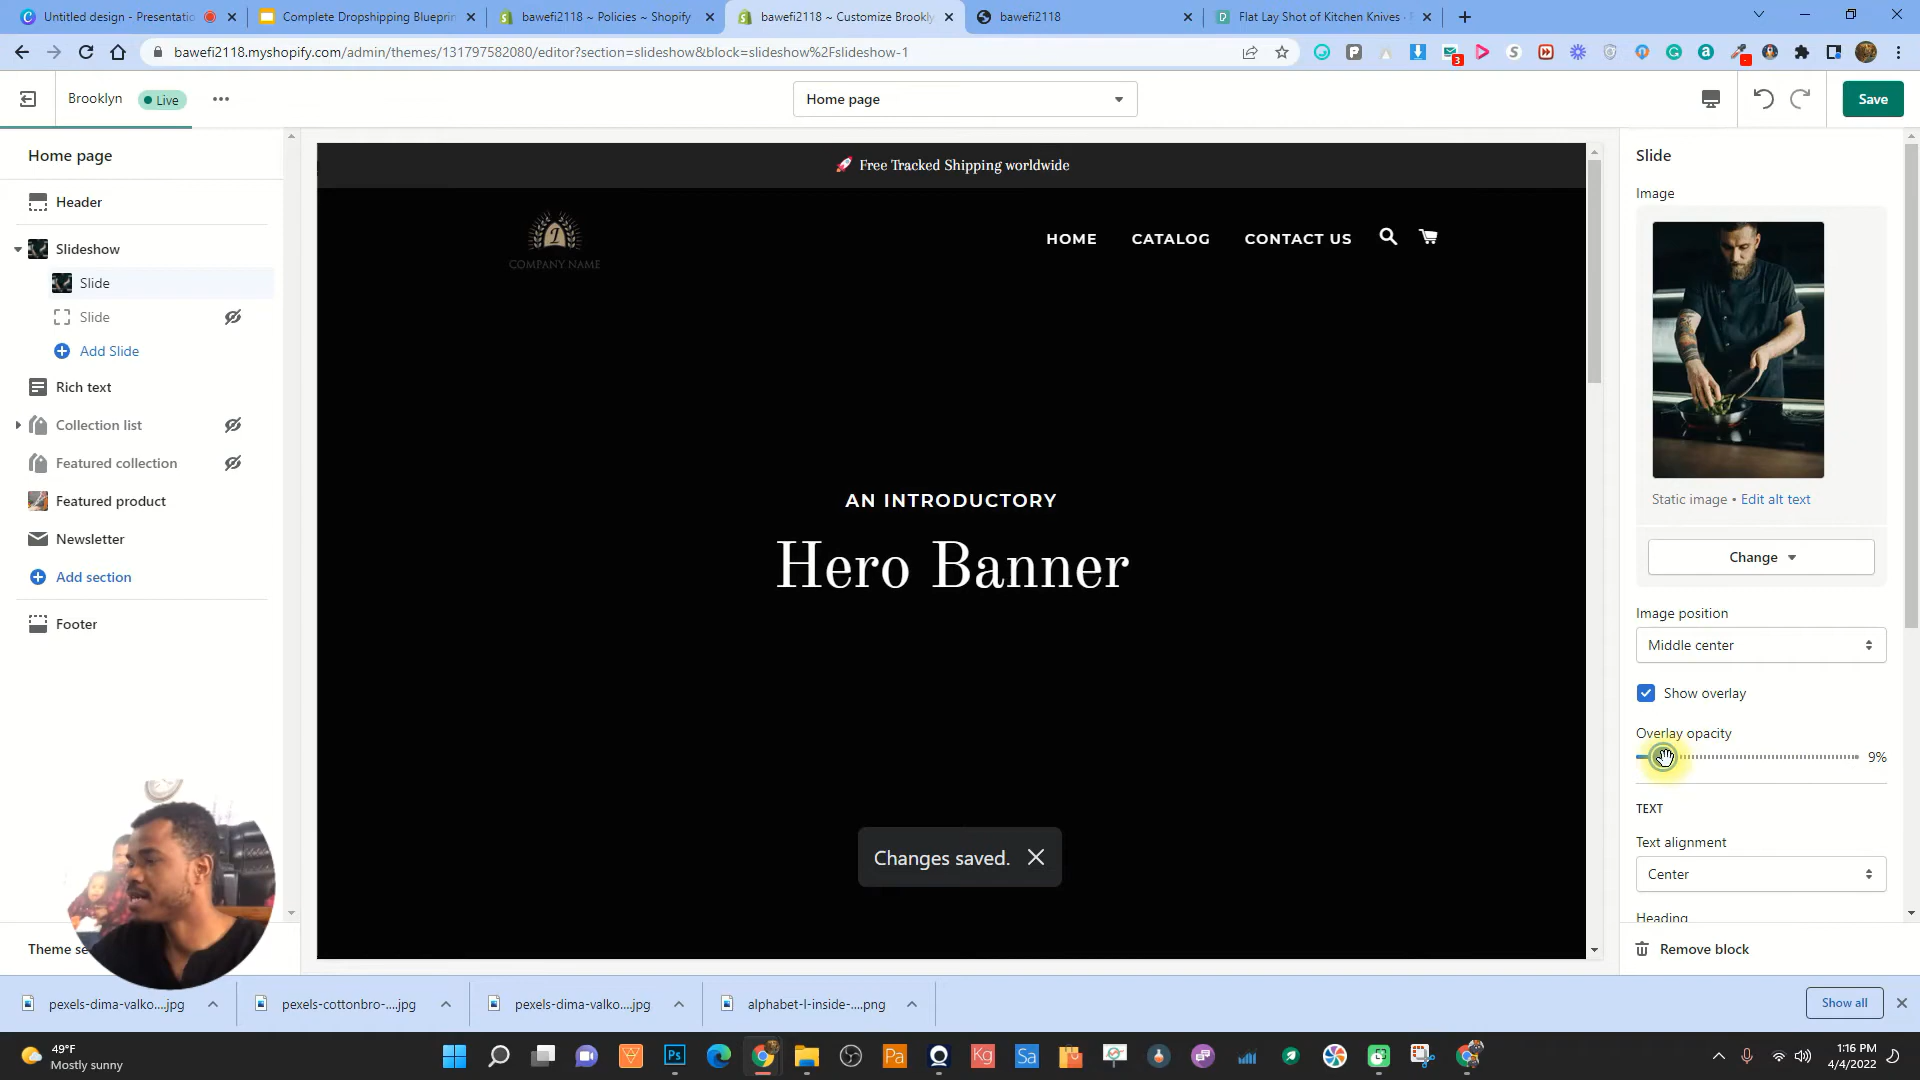 Untitled design - Presentatio
Complete Dropshipping Blueprin
bawefi2118 ~ Policies ~ Shopify
bawefi2118 ~ Customize Brookly
bawefi2118
Flat Lay Shot of Kitchen Knives · F
bawefi2118.myshopify.com/admin/themes/131797582080/editor?section=slideshow&block=slideshow%2Fslideshow-1
3
Brooklyn
Live
Home page
Save
Home page
Header
Slideshow
Slide
Slide
Add Slide
Rich text
Collection list
Featured collection
Featured product
Newsletter
Add section
Footer
Theme se
🚀 Free Tracked Shipping worldwide
COMPANY NAME
HOME
CATALOG
CONTACT US
AN INTRODUCTORY
Hero Banner
Changes saved.
Slide
Image
Static image • Edit alt text
Change
Image position
Middle center
Show overlay
Overlay opacity
9%
TEXT
Text alignment
Center
Heading
Remove block
pexels-dima-valko....jpg
pexels-cottonbro-....jpg
pexels-dima-valko....jpg
alphabet-l-inside-....png
Show all
49°F
Mostly sunny
Ps
Pa
Kg
Sa
1:16 PM
4/4/2022